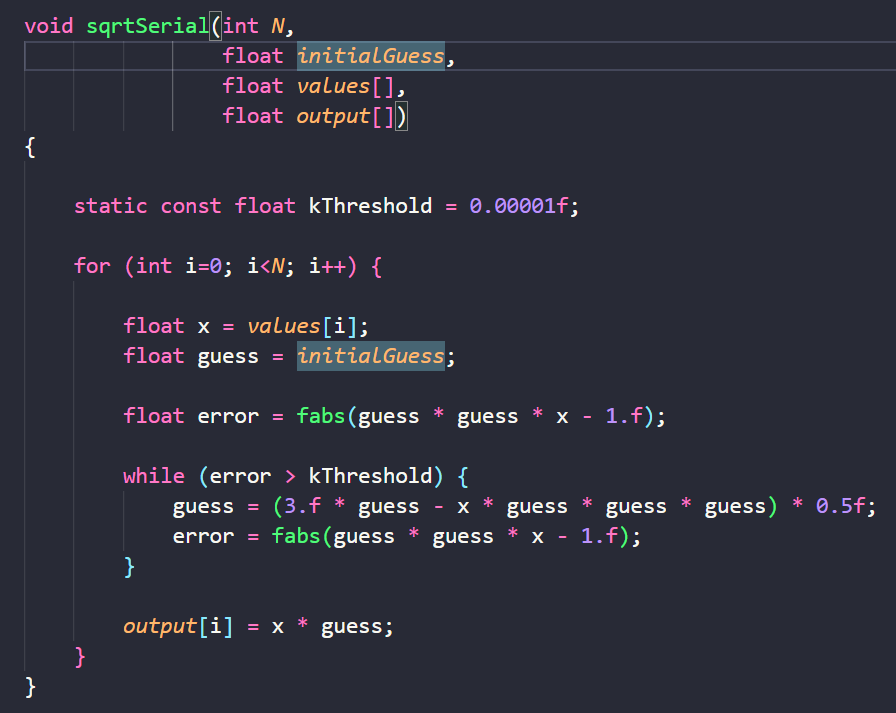 void sqrtSerial(int N,
float initialGuess,
float values[],
float output[])
{
static const float kThreshold = 0.00001f;
for (int i=0; i<N; i++) {
float x = values[i];
float guess = initialGuess;
float error = fabs(guess * guess * x - 1.f);
while (error > kThreshold) {
guess = (3.f * guess - x * guess * guess * guess) * 0.5f;
error = fabs(guess * guess * x - 1.f);
}
output[i] = x * guess;
}
}